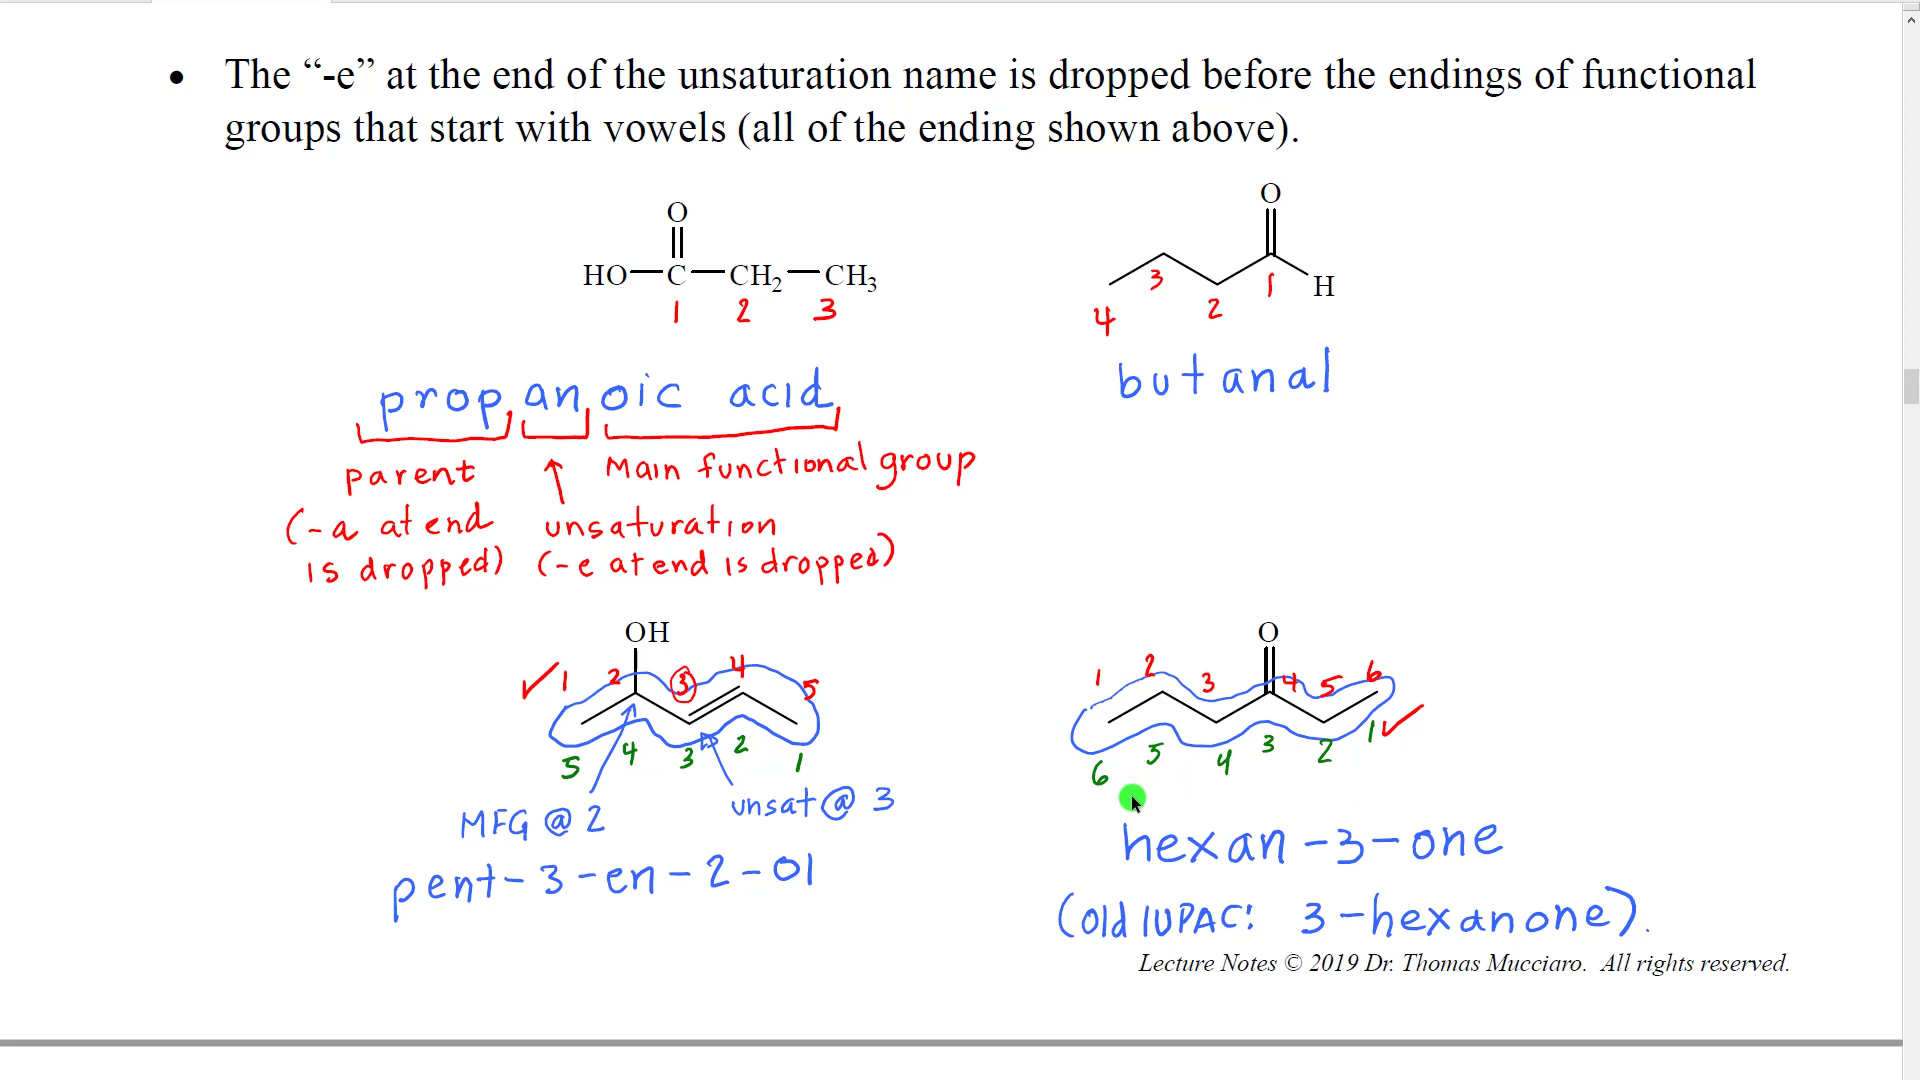 • The “-e” at the end of the unsaturation name is dropped before the endings of functional
groups that start with vowels (all of the ending shown above).
O
HO—C—CH2—CH3
1 2 3
O
H
4 3 2 1
propanoic acid
butanal
parent
(-a at end
is dropped)
unsaturation
(-e at end is dropped)
Main functional group
OH
1 2 3 4 5
5 4 3 2 1
MFG @ 2
unsat @ 3
pent-3-en-2-ol
O
1 2 3 4 5 6
6 5 4 3 2 1
hexan-3-one
(old IUPAC: 3-hexanone).
Lecture Notes © 2019 Dr. Thomas Mucciaro. All rights reserved.